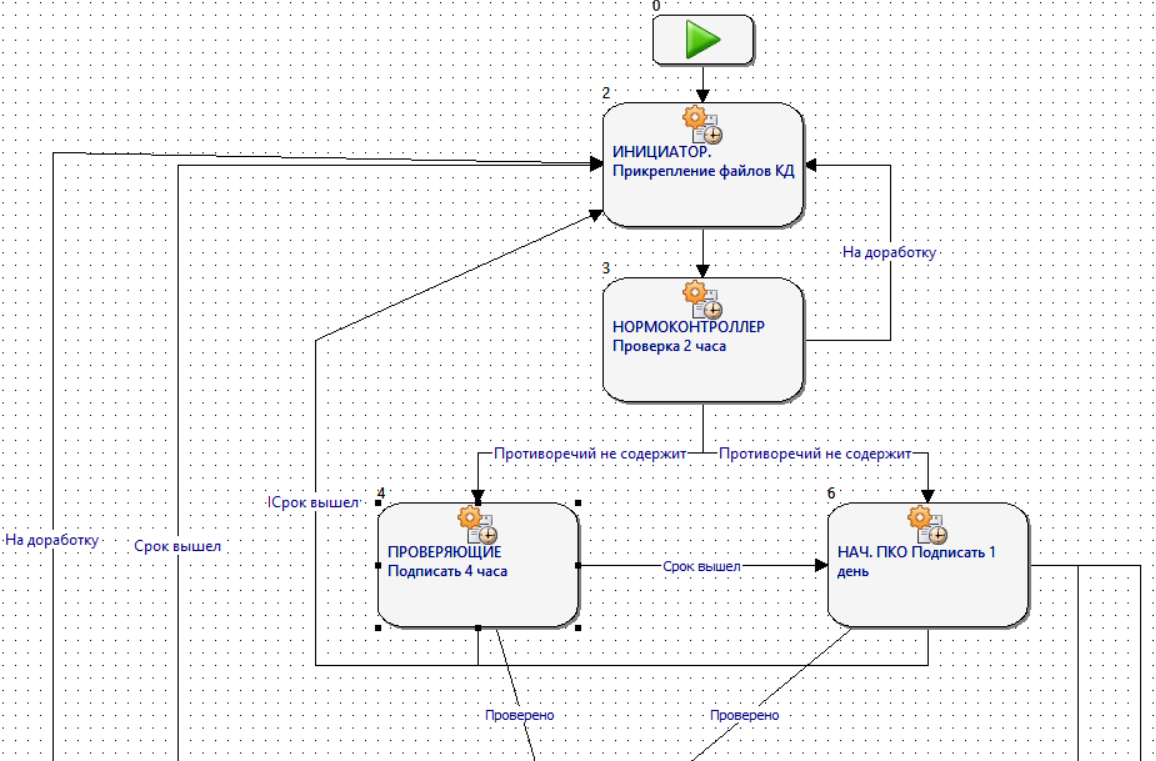 0
2
ИНИЦИАТОР.
Прикрепление файлов КД
На доработку
3
НОРМОКОНТРОЛЛЕР
Проверка 2 часа
Противоречий не содержит
Противоречий не содержит
Срок вышел
4
6
На доработку
Срок вышел
ПРОВЕРЯЮЩИЕ
Подписать 4 часа
Срок вышел
НАЧ. ПКО Подписать 1
день
Проверено
Проверено